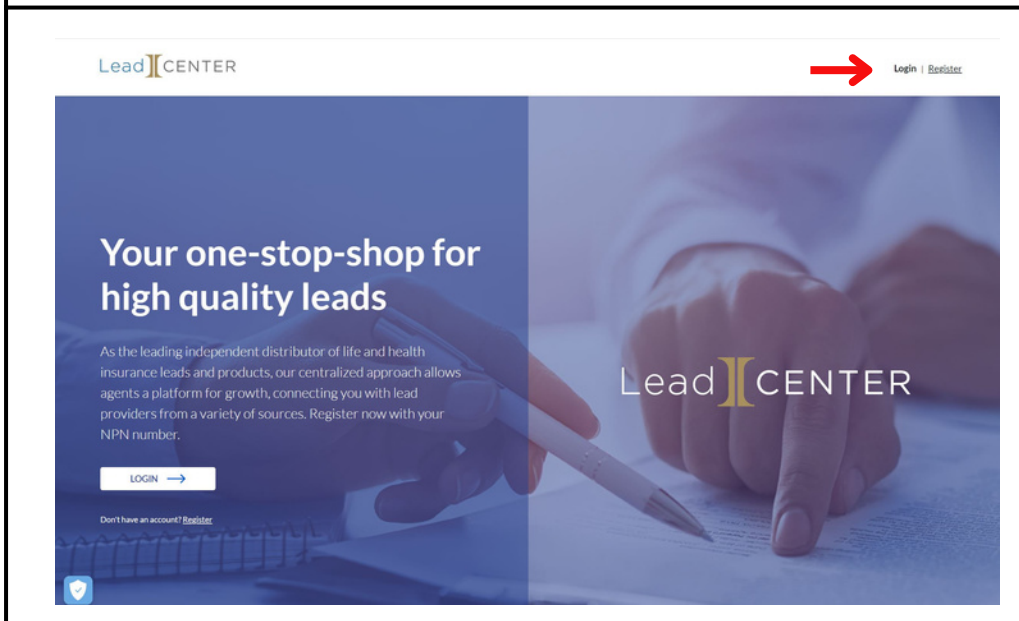 Lead CENTER
Login | Register
Your one-stop-shop for
high quality leads
As the leading independent distributor of life and health
insurance leads and products, our centralized approach allows
agents a platform for growth, connecting you with lead
providers from a variety of sources. Register now with your
NPN number.
LOGIN
Don't have an account? Register
Lead CENTER